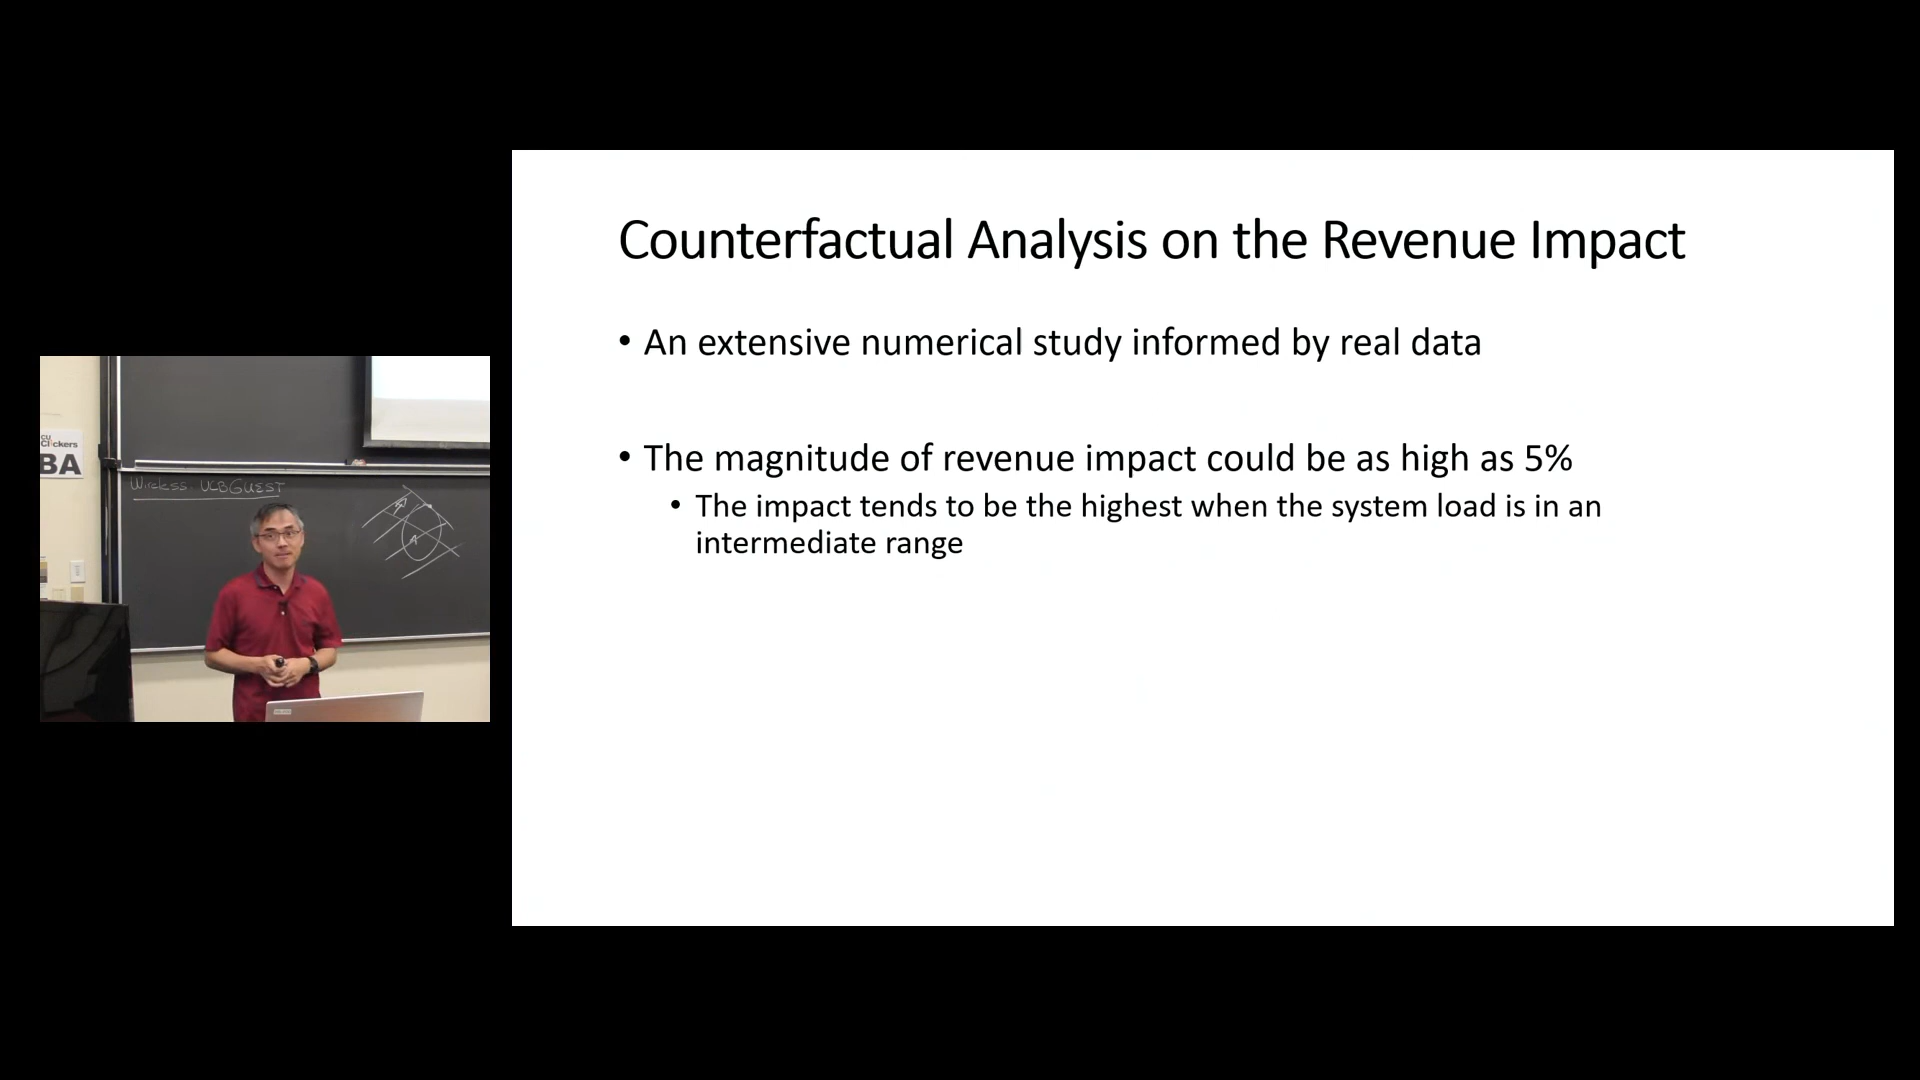 Counterfactual Analysis on the Revenue Impact
• An extensive numerical study informed by real data
• The magnitude of revenue impact could be as high as 5%
• The impact tends to be the highest when the system load is in an
intermediate range
CU
Clickers
BA
Wireless UCBGUEST
A